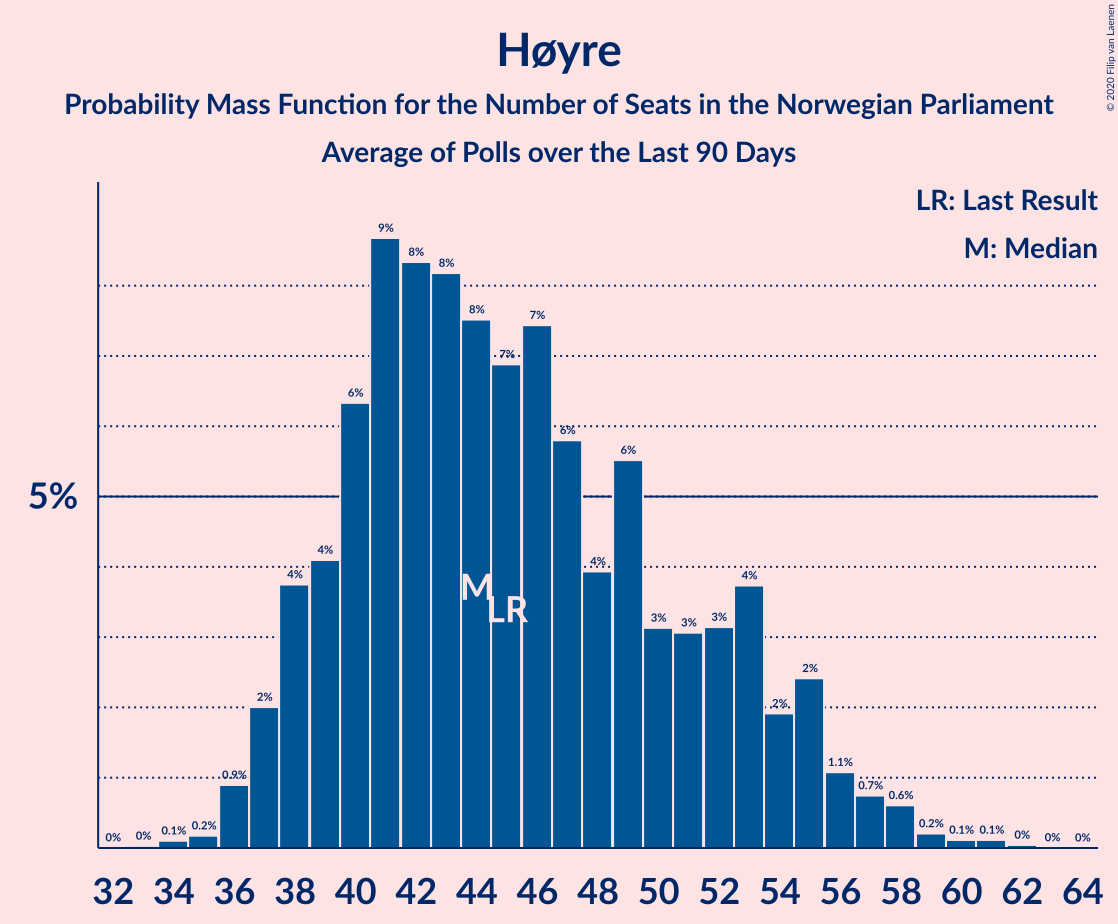 Høyre
Probability Mass Function for the Number of Seats in the Norwegian Parliament
Average of Polls over the Last 90 Days
© 2020 Filip van Laenen
LR: Last Result
M: Median
5%
0% 0% 0.1% 0.2% 0.9% 2% 4% 4% 6% 9% 8% 8% 8% 7% 7% 6% 4% 6% 3% 3% 3% 4% 2% 2% 1.1% 0.7% 0.6% 0.2% 0.1% 0.1% 0% 0% 0%
M
LR
32 34 36 38 40 42 44 46 48 50 52 54 56 58 60 62 64